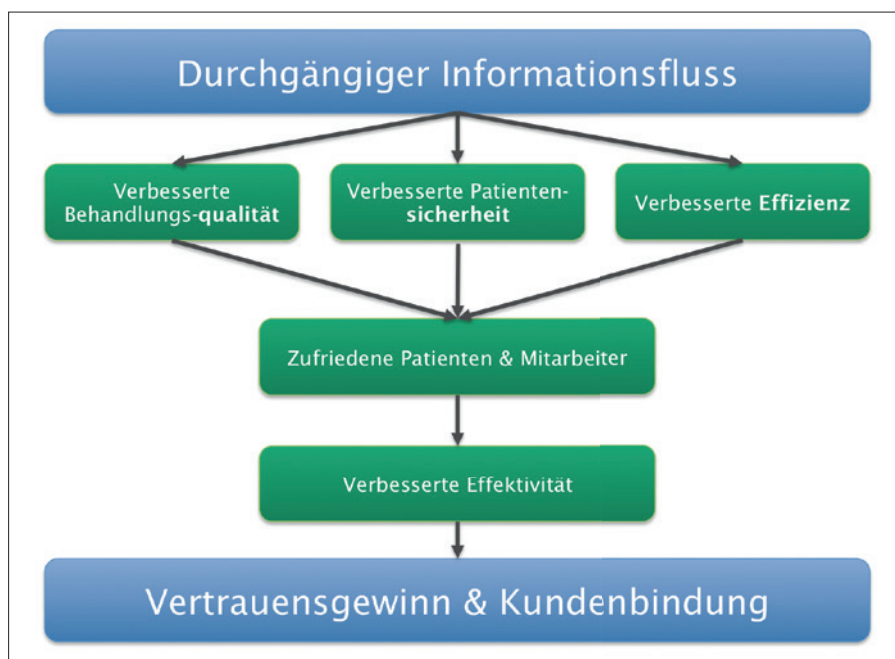 Durchgängiger Informationsfluss
Verbesserte
Behandlungs-qualität
Verbesserte Patienten-
sicherheit
Verbesserte Effizienz
Zufriedene Patienten & Mitarbeiter
Verbesserte Effektivität
Vertrauensgewinn & Kundenbindung